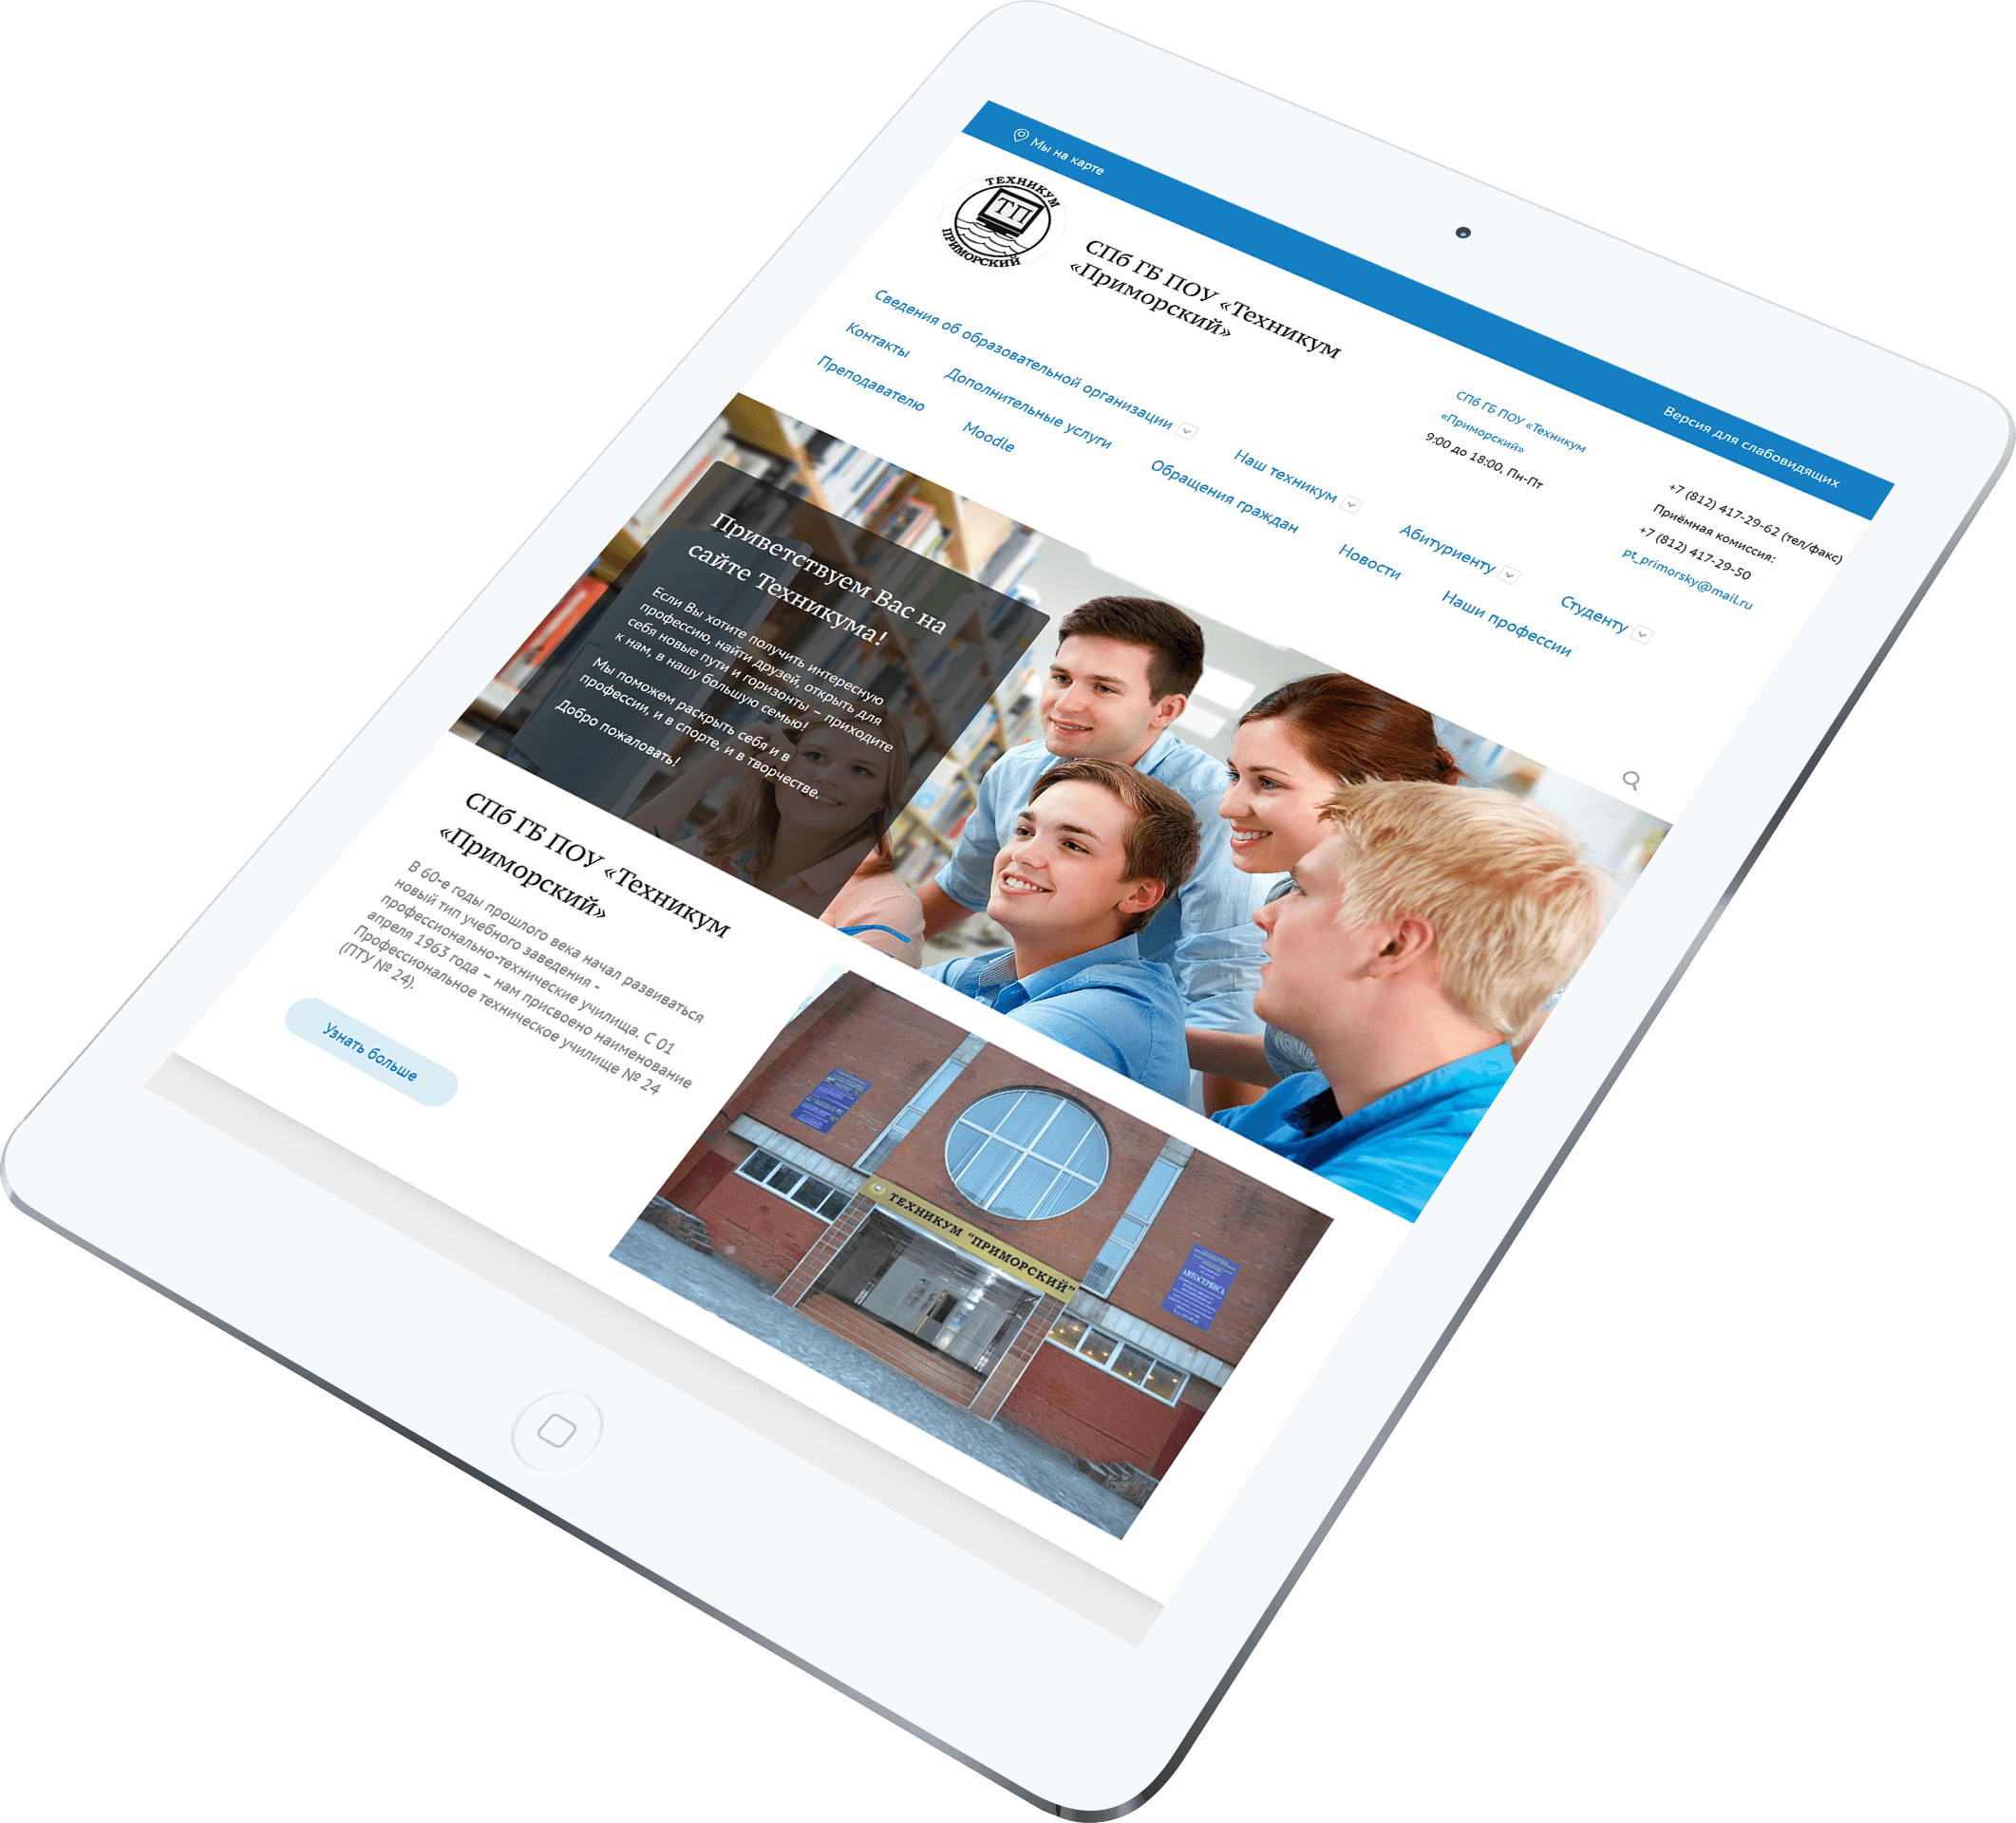 Мы на карте
Версия для слабовидящих
ТЕХНИКУМ
ТП
ПРИМОРСКИЙ
СПб ГБ ПОУ «Техникум
«Приморский»
СПб ГБ ПОУ «Техникум
«Приморский»
9:00 до 18:00, Пн-Пт
+7 (812) 417-29-62 (тел/факс)
Приёмная комиссия:
+7 (812) 417-29-50
pt_primorsky@mail.ru
Сведения об образовательной организации
Наш техникум
Абитуриенту
Студенту
Контакты
Дополнительные услуги
Обращения граждан
Новости
Наши профессии
Преподавателю
Moodle
Приветствуем Вас на
сайте Техникума!
Если Вы хотите получить интересную
профессию, найти друзей, открыть для
себя новые пути и горизонты – приходите
к нам, в нашу большую семью!
Мы поможем раскрыть себя и в
профессии, и в спорте, и в творчестве.
Добро пожаловать!
СПб ГБ ПОУ «Техникум
«Приморский»
В 60-е годы прошлого века начал развиваться
новый тип учебного заведения -
профессионально-технические училища. С 01
апреля 1963 года – нам присвоено наименование
Профессиональное техническое училище № 24
(ПТУ № 24).
Узнать больше
ТЕХНИКУМ "ПРИМОРСКИЙ"
АВТОСЕРВИСА